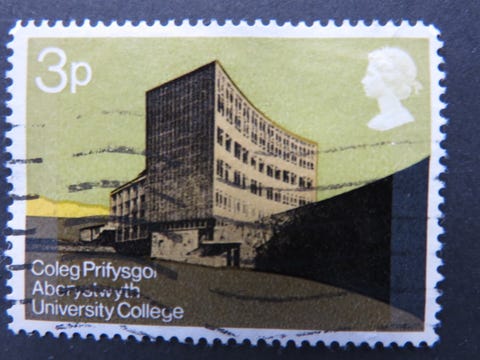 3p
Coleg Prifysgol
Aberystwyth
University College